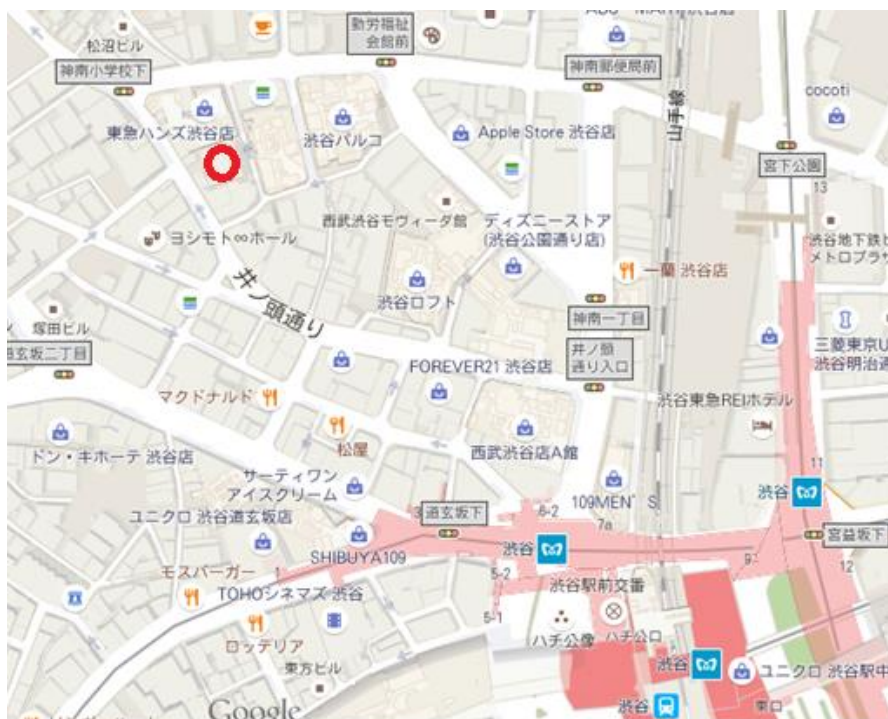 松沼ビル
勤労福祉
会館前
神南小学校下
神南郵便局前
cocoti
東急ハンズ渋谷店
渋谷パルコ
Apple Store 渋谷店
山手線
宮下公園
13
西武渋谷モヴィーダ館
ディズニーストア
(渋谷公園通り店)
ヨシモト∞ホール
渋谷地下鉄ビ
メトロプラザ
一蘭 渋谷店
井ノ頭通り
渋谷ロフト
塚田ビル
神南一丁目
道玄坂二丁目
井ノ頭
通り入口
三菱東京U
渋谷明治通
FOREVER21 渋谷店
マクドナルド
渋谷東急REIホテル
松屋
ドン・キホーテ 渋谷店
西武渋谷店A館
サーティワン
アイスクリーム
11
109MEN'S
渋谷
ユニクロ 渋谷道玄坂店
道玄坂下
6-2
7a
SHIBUYA109
渋谷
宮益坂下
モスバーガー
1
5-2
9
12
TOHOシネマズ 渋谷
渋谷駅前交番
5-1
ロッテリア
ハチ公像
ハチ公口
東方ビル
渋谷
ユニクロ 渋谷駅中
Google
渋谷
東口